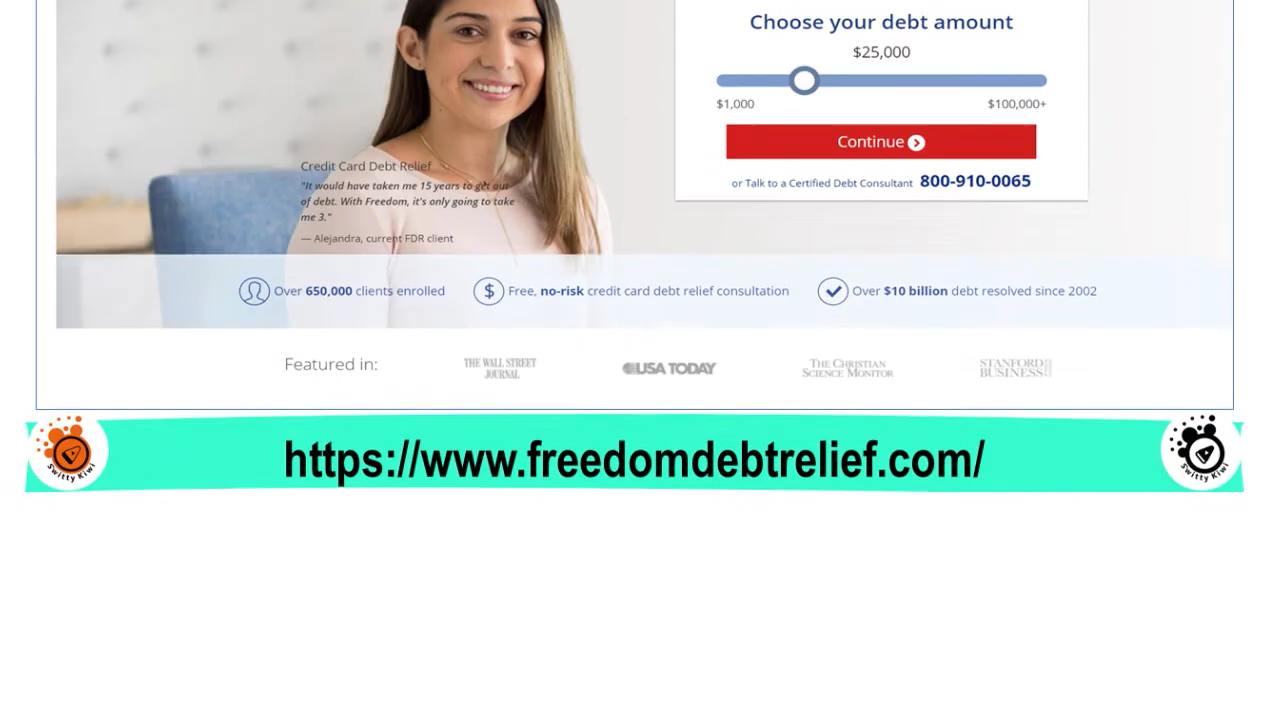 Choose your debt amount
$25,000
$1,000
$100,000+
Continue
or Talk to a Certified Debt Consultant 800-910-0065
Credit Card Debt Relief
"It would have taken me 15 years to get out
of debt. With Freedom, it's only going to take
me 3."
— Alejandra, current FDR client
Over 650,000 clients enrolled
Free, no-risk credit card debt relief consultation
Over $10 billion debt resolved since 2002
Featured in:
THE WALL STREET
JOURNAL
USA TODAY
THE CHRISTIAN
SCIENCE MONITOR
STANFORD
BUSINESS
Switty Kiwi
https://www.freedomdebtrelief.com/
Switty Kiwi